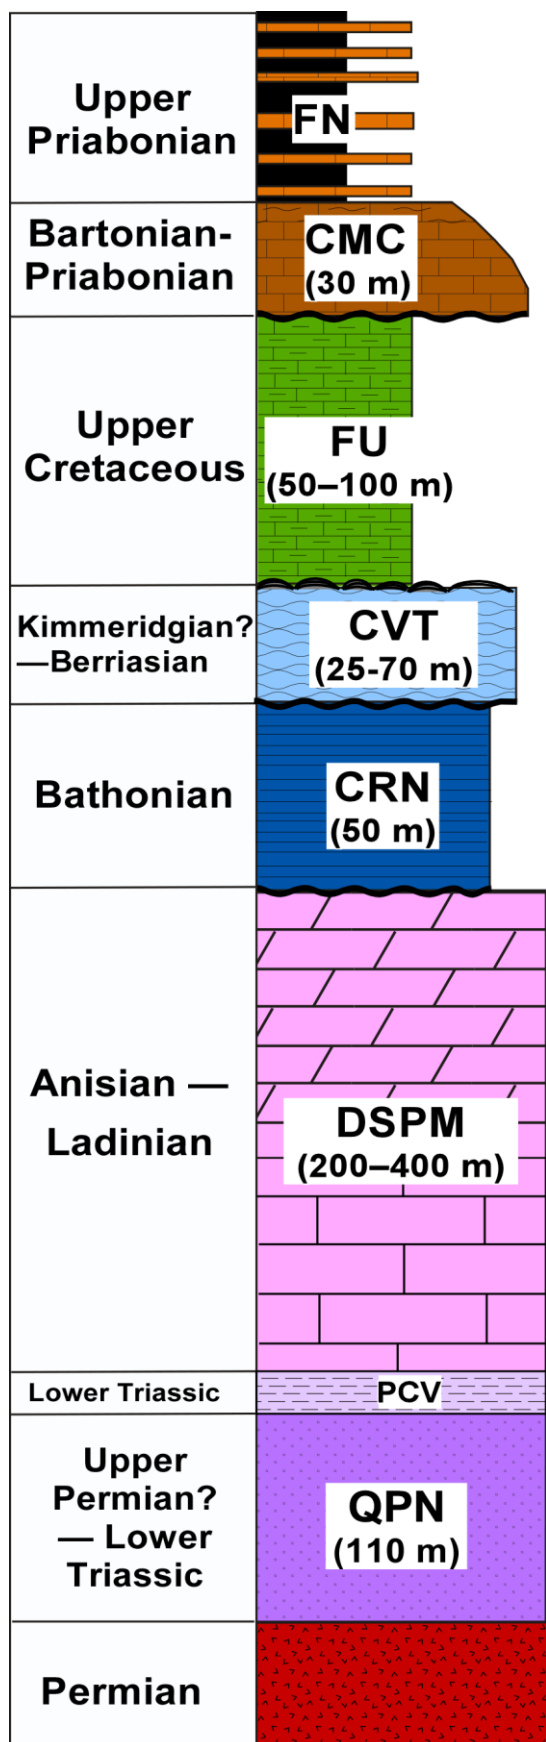 Upper
Priabonian
FN
Bartonian-
Priabonian
CMC
(30 m)
Upper
Cretaceous
FU
(50–100 m)
Kimmeridgian?
—Berriasian
CVT
(25-70 m)
Bathonian
CRN
(50 m)
Anisian —
Ladinian
DSPM
(200–400 m)
Lower Triassic
PCV
Upper
Permian?
— Lower
Triassic
QPN
(110 m)
Permian